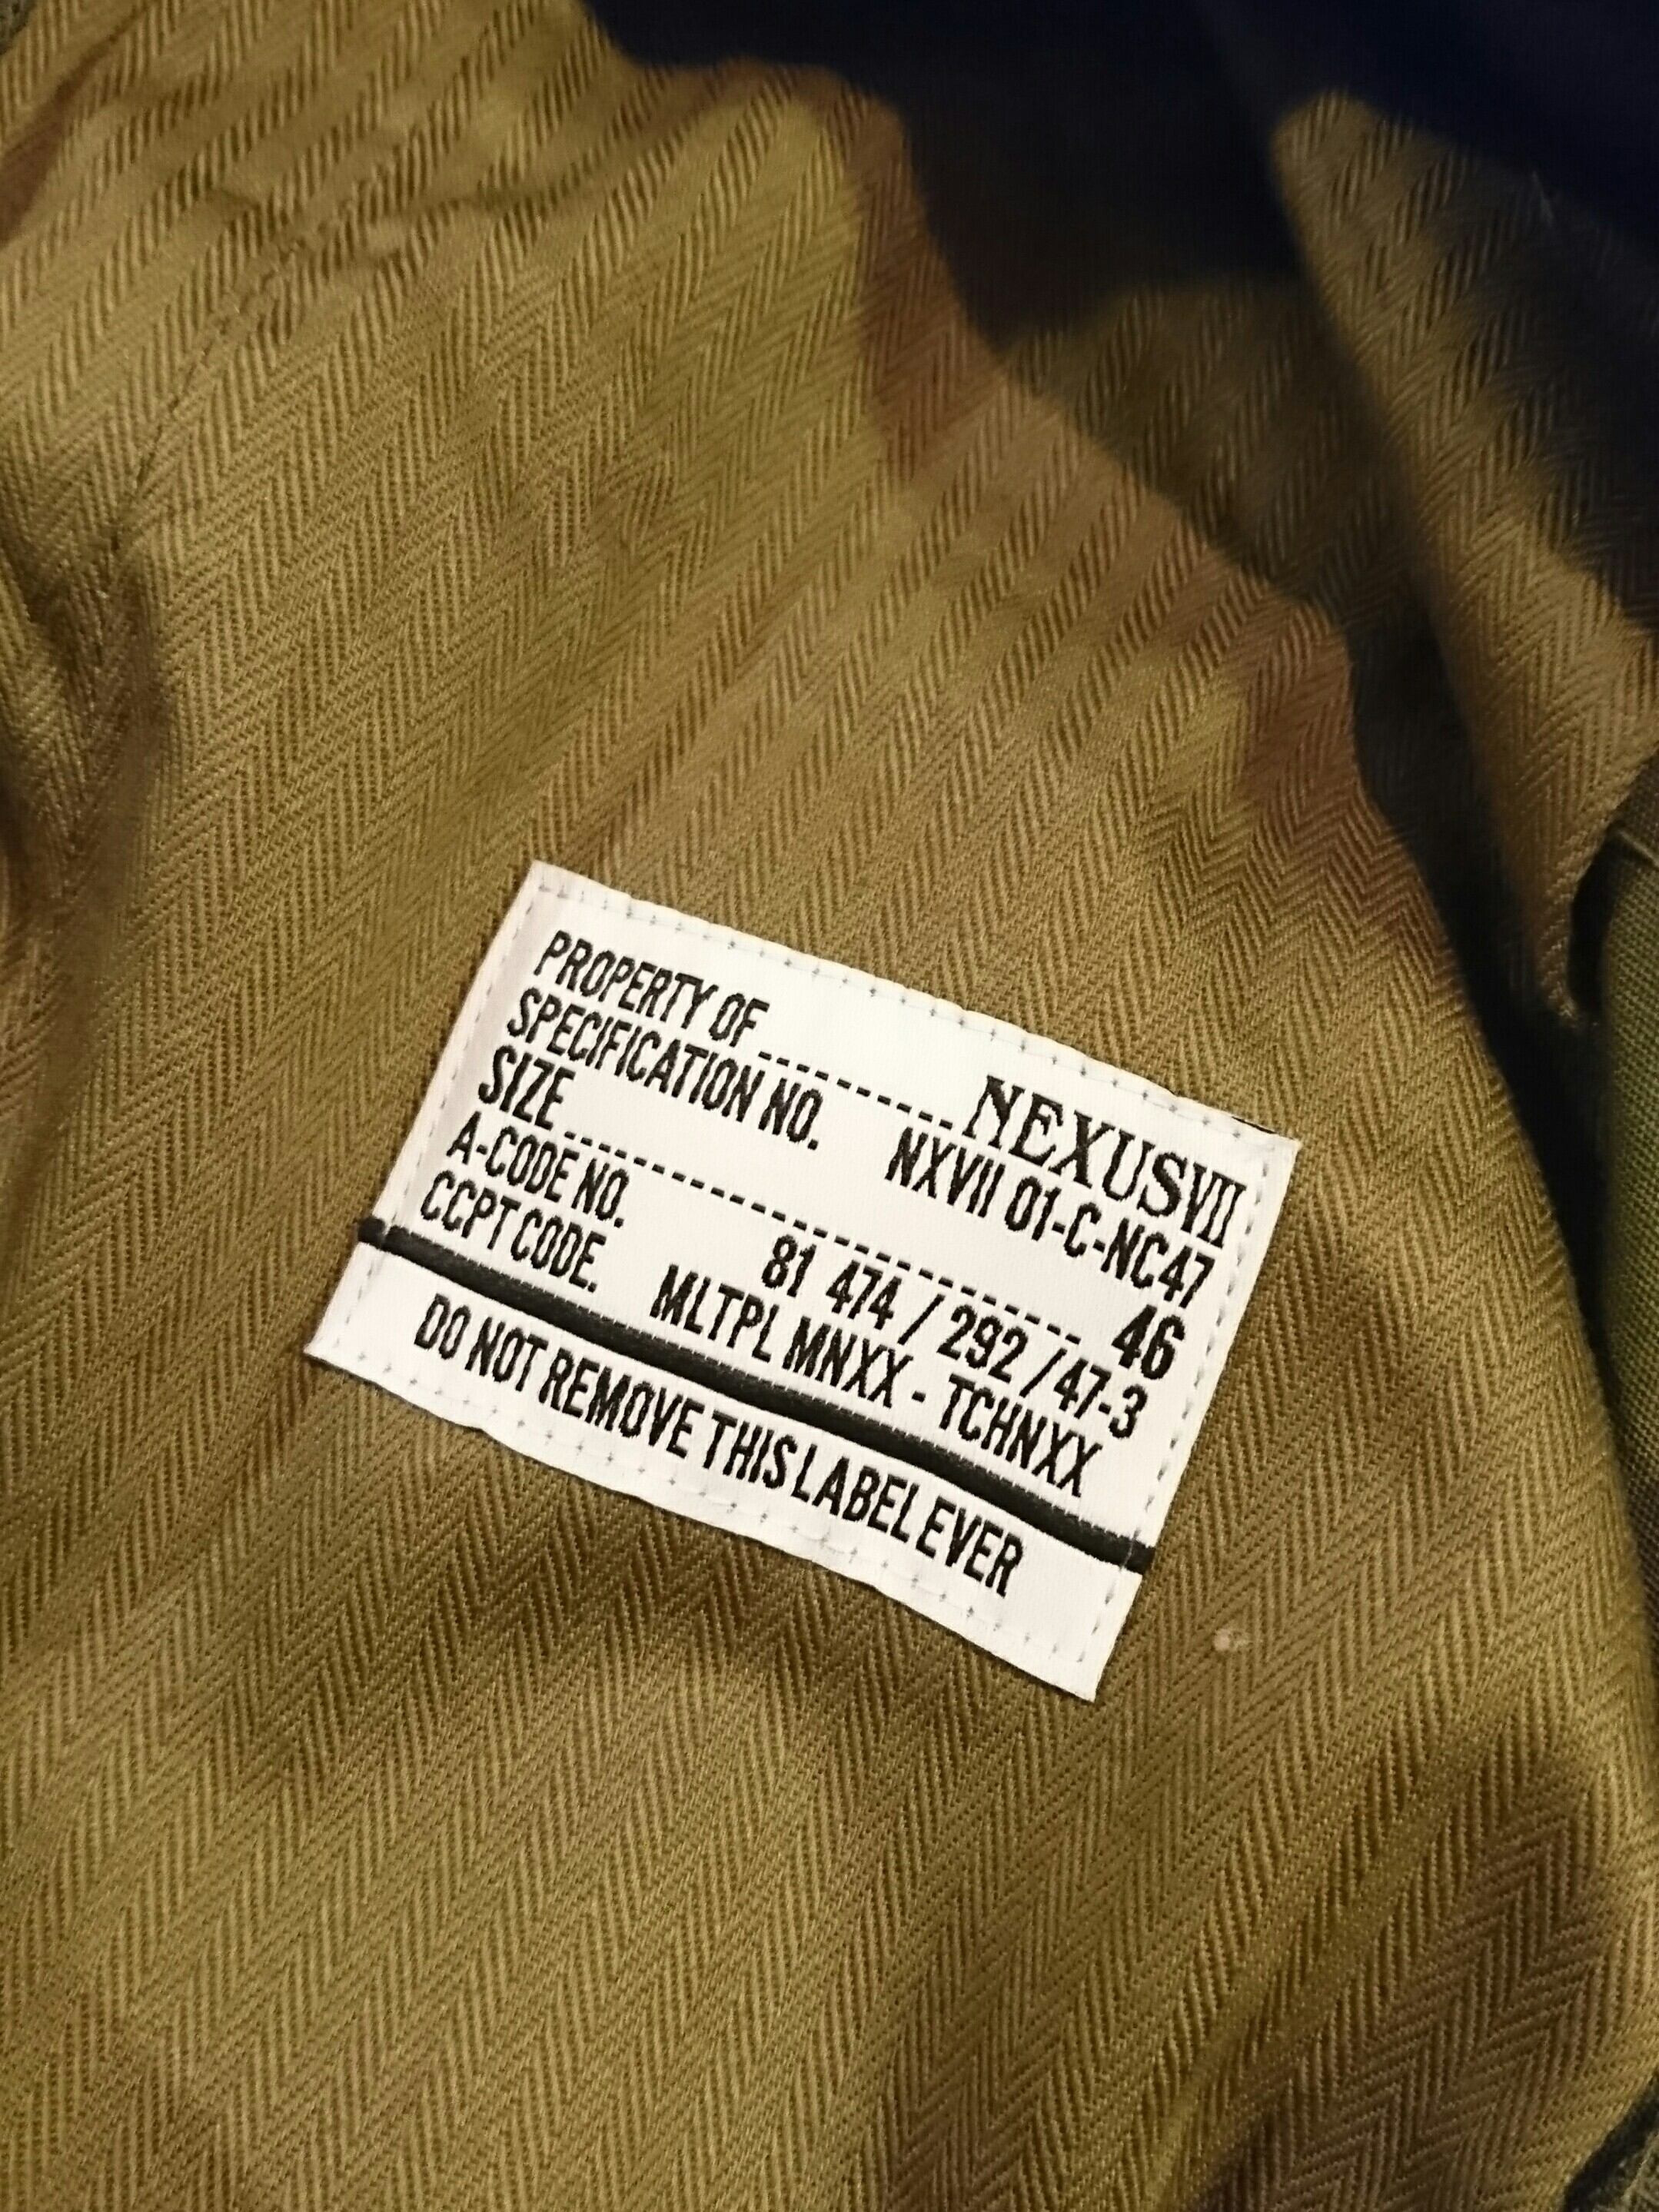 PROPERTY OF NEXUSVII
SPECIFICATION NO. NXVII 01-C-NC47
SIZE 46
A-CODE NO. 81 474 / 292 / 47-3
CCPT CODE. MLTPL MNXX - TCHNXX
DO NOT REMOVE THIS LABEL EVER